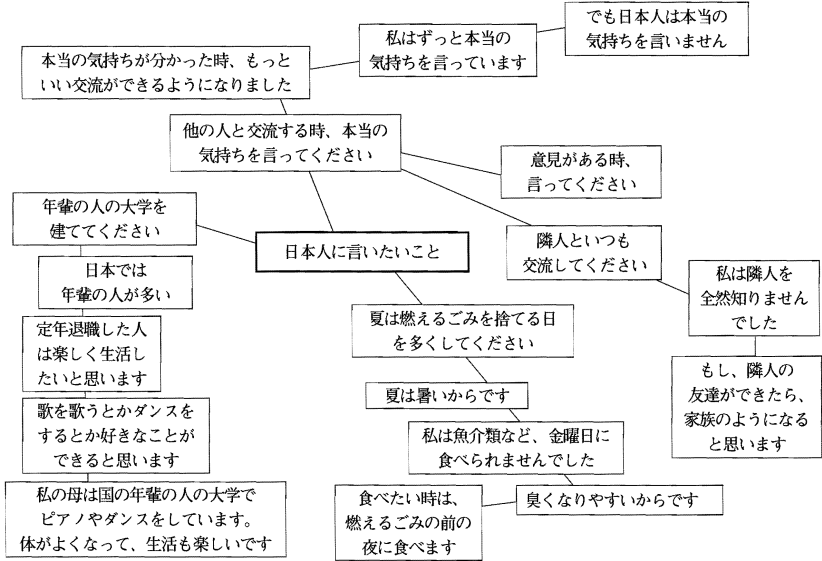 でも日本人は本当の
気持ちを言いません
私はずっと本当の
気持ちを言っています
本当の気持ちが分かった時、もっと
いい交流ができるようになりました
他の人と交流する時、本当の
気持ちを言ってください
意見がある時、
言ってください
年輩の人の大学を
建ててください
日本人に言いたいこと
隣人といつも
交流してください
日本では
年輩の人が多い
私は隣人を
全然知りません
でした
夏は燃えるごみを捨てる日
を多くしてください
定年退職した人
は楽しく生活し
たいと思います
もし、隣人の
友達ができたら、
家族のようになる
と思います
夏は暑いからです
歌を歌うとかダンスを
するとか好きなことが
できると思います
私は魚介類など、金曜日に
食べられませんでした
私の母は国の年輩の人の大学で
ピアノやダンスをしています。
体がよくなって、生活も楽しいです
食べたい時は、
燃えるごみの前の
夜に食べます
臭くなりやすいからです